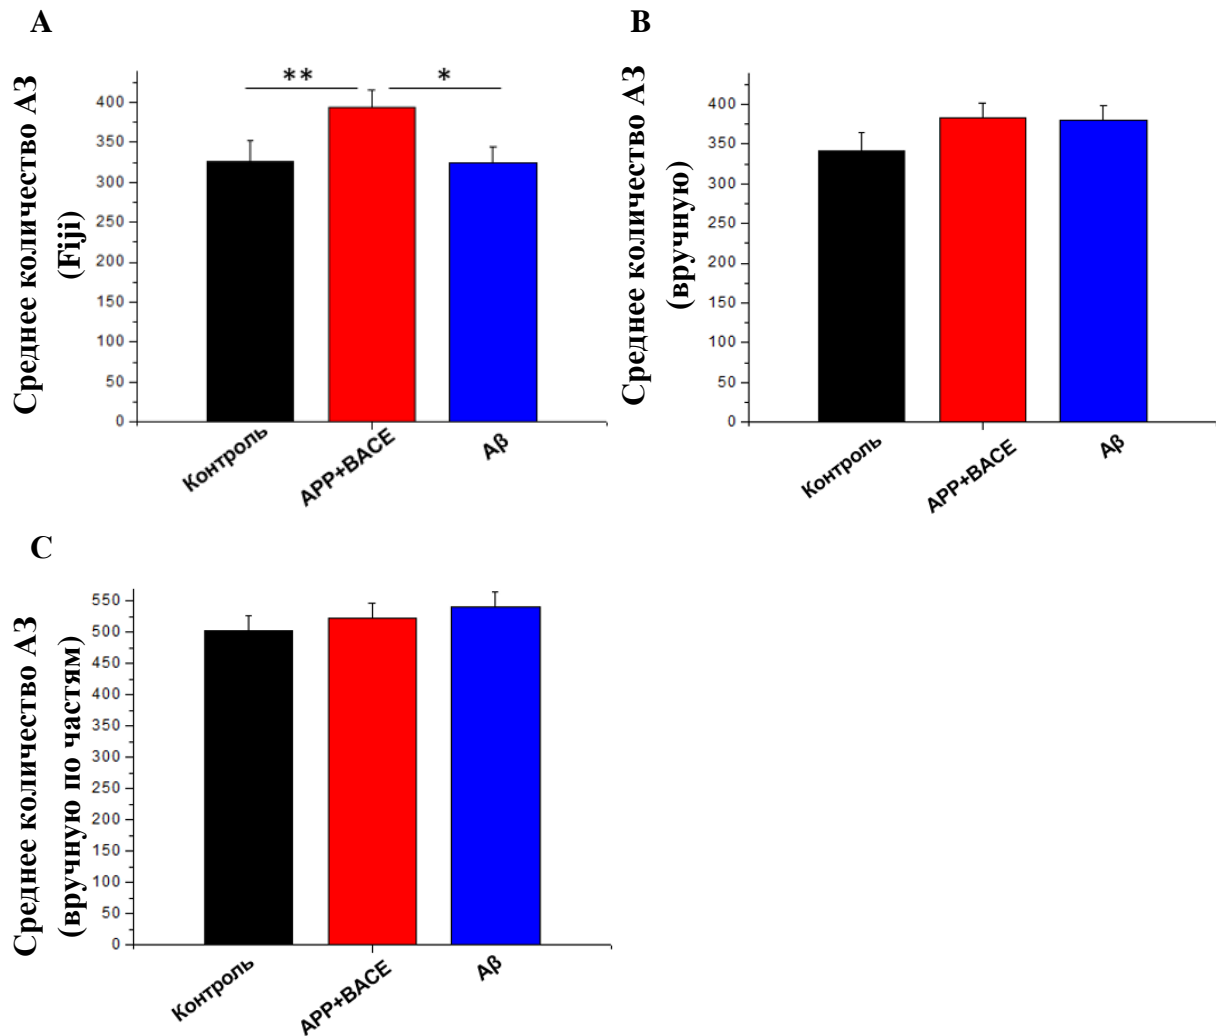 A
Среднее количество АЗ
(Fiji)
** *
400
350
300
250
200
150
100
50
0
Контроль
APP+BACE
Aβ
B
Среднее количество АЗ
(вручную)
400
350
300
250
200
150
100
50
0
Контроль
APP+BACE
Aβ
C
Среднее количество АЗ
(вручную по частям)
550
500
450
400
350
300
250
200
150
100
50
0
Контроль
APP+BACE
Aβ